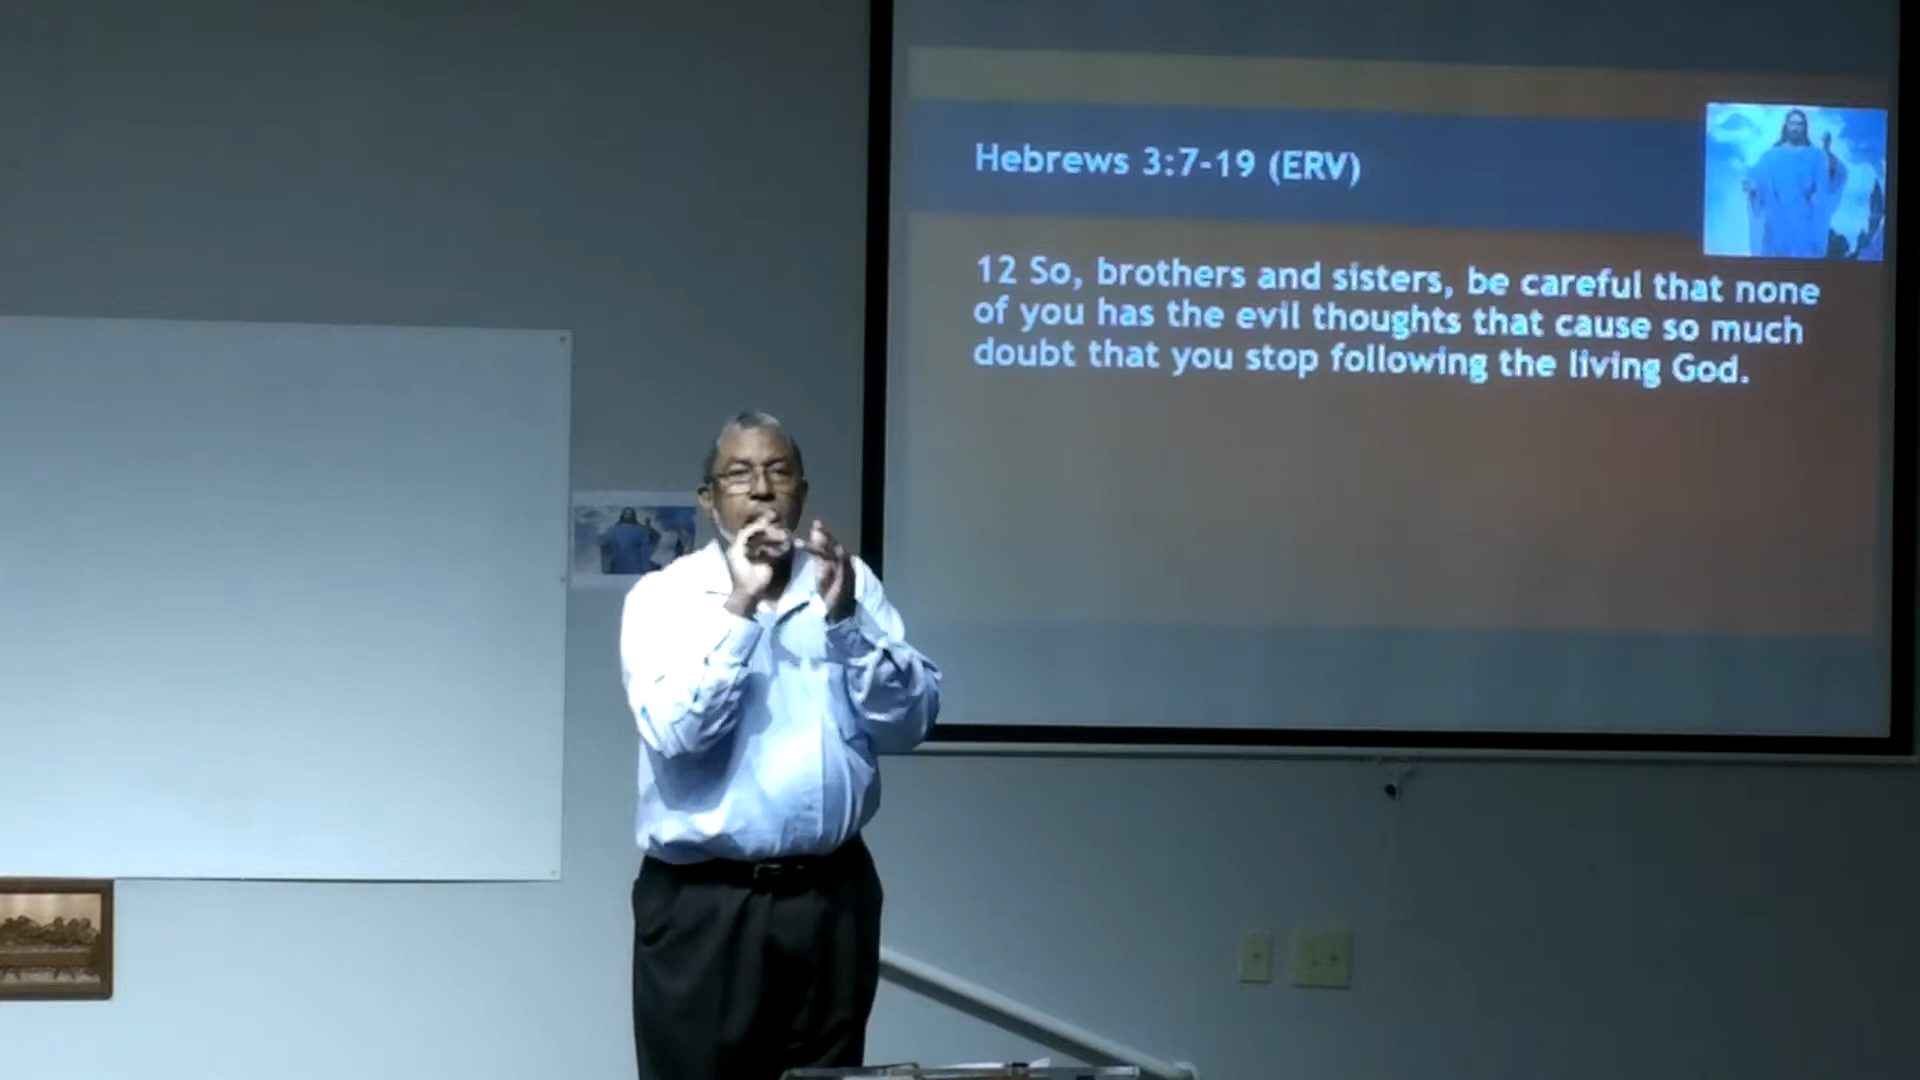 Hebrews 3:7-19 (ERV)
12 So, brothers and sisters, be careful that none
of you has the evil thoughts that cause so much
doubt that you stop following the living God.